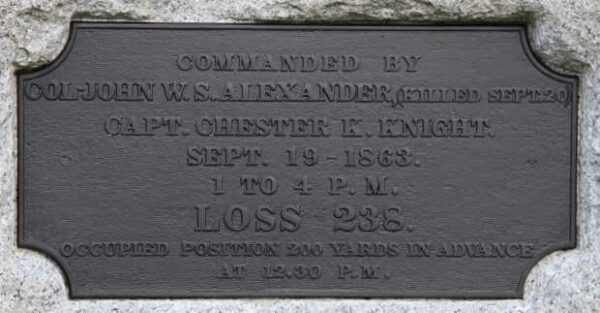 COMMANDED BY
COL. JOHN W. S. ALEXANDER, (KILLED SEPT. 20)
CAPT. CHESTER K. KNIGHT.
SEPT. 19 - 1863.
1 TO 4 P. M.
LOSS 238.
OCCUPIED POSITION 200 YARDS IN ADVANCE
AT 12.30 P.M.